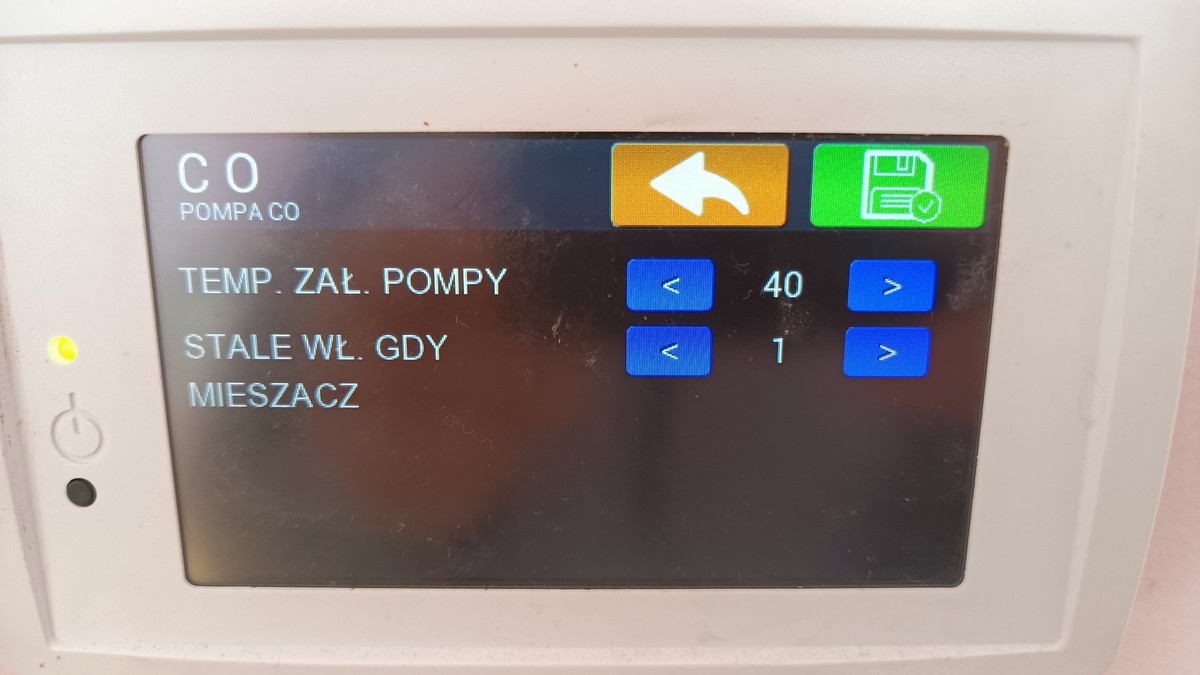 C O
POMPA CO
TEMP. ZAŁ. POMPY < 40 >
STALE WŁ. GDY < 1 >
MIESZACZ